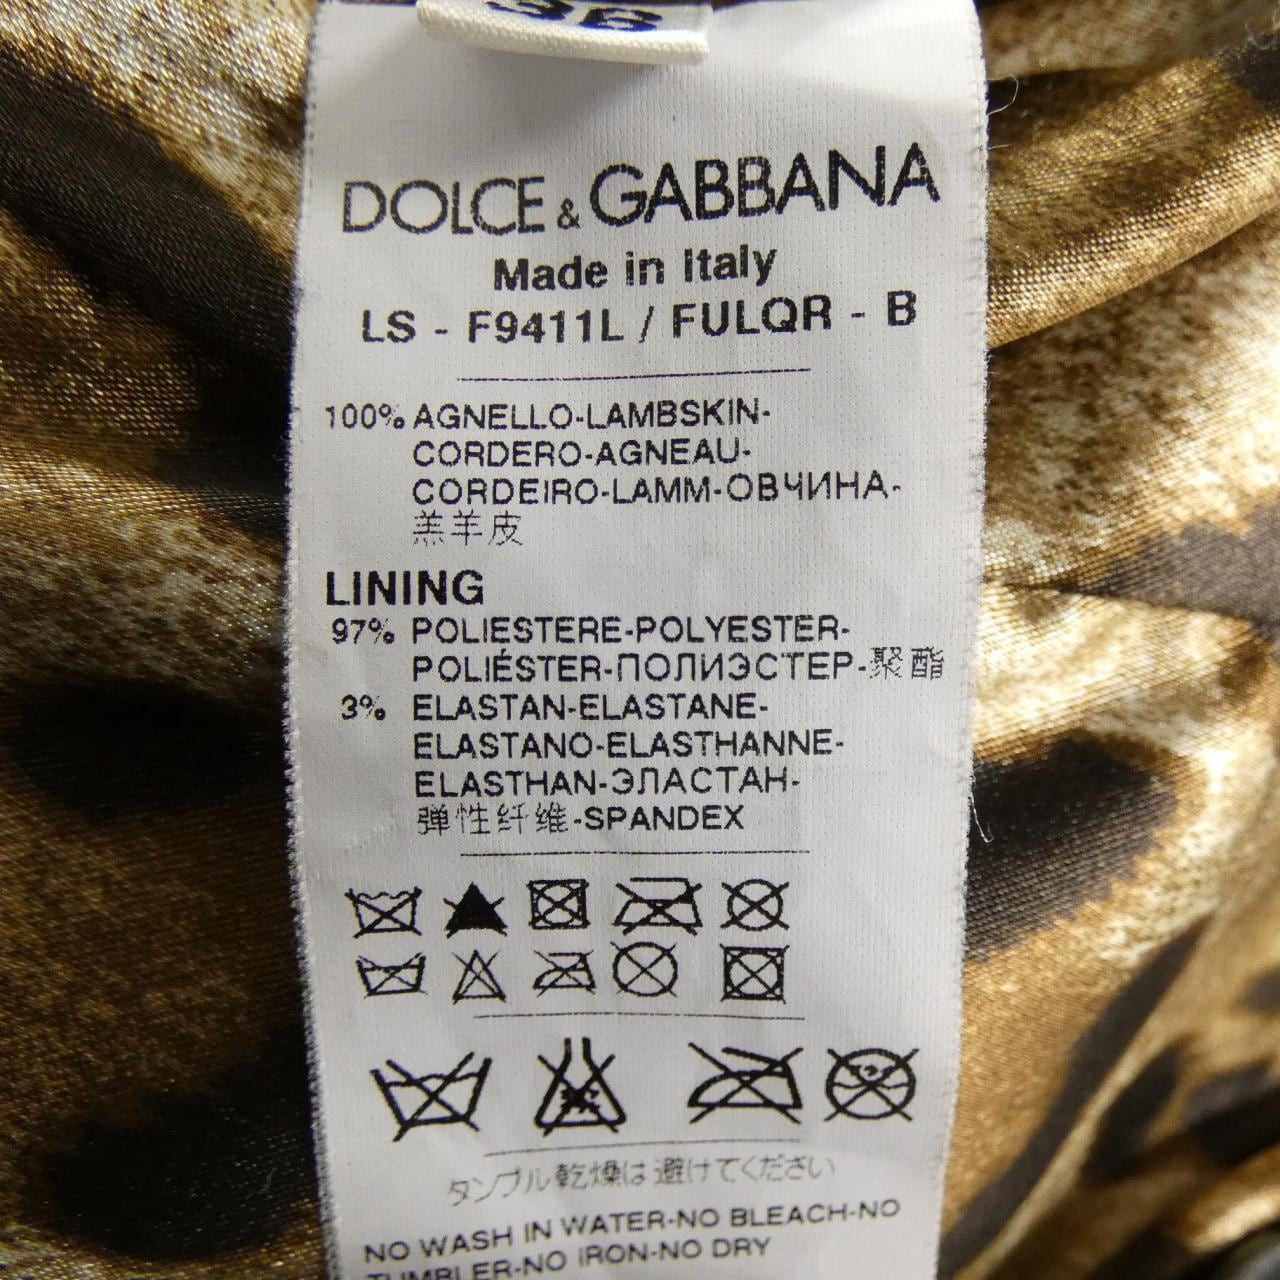 36
DOLCE & GABBANA
Made in Italy
LS - F9411L / FULQR - B
100% AGNELLO-LAMBSKIN-
CORDERO-AGNEAU-
CORDEIRO-LAMM-ОВЧИНА-
羔羊皮
LINING
97% POLIESTERE-POLYESTER-
POLIÉSTER-ПОЛИЭСТЕР-聚酯
3% ELASTAN-ELASTANE-
ELASTANO-ELASTHANNE-
ELASTHAN-ЭЛАСТАН-
弹性纤维-SPANDEX
タンブル乾燥は避けてください
NO WASH IN WATER-NO BLEACH-NO
TUMBLER-NO IRON-NO DRY